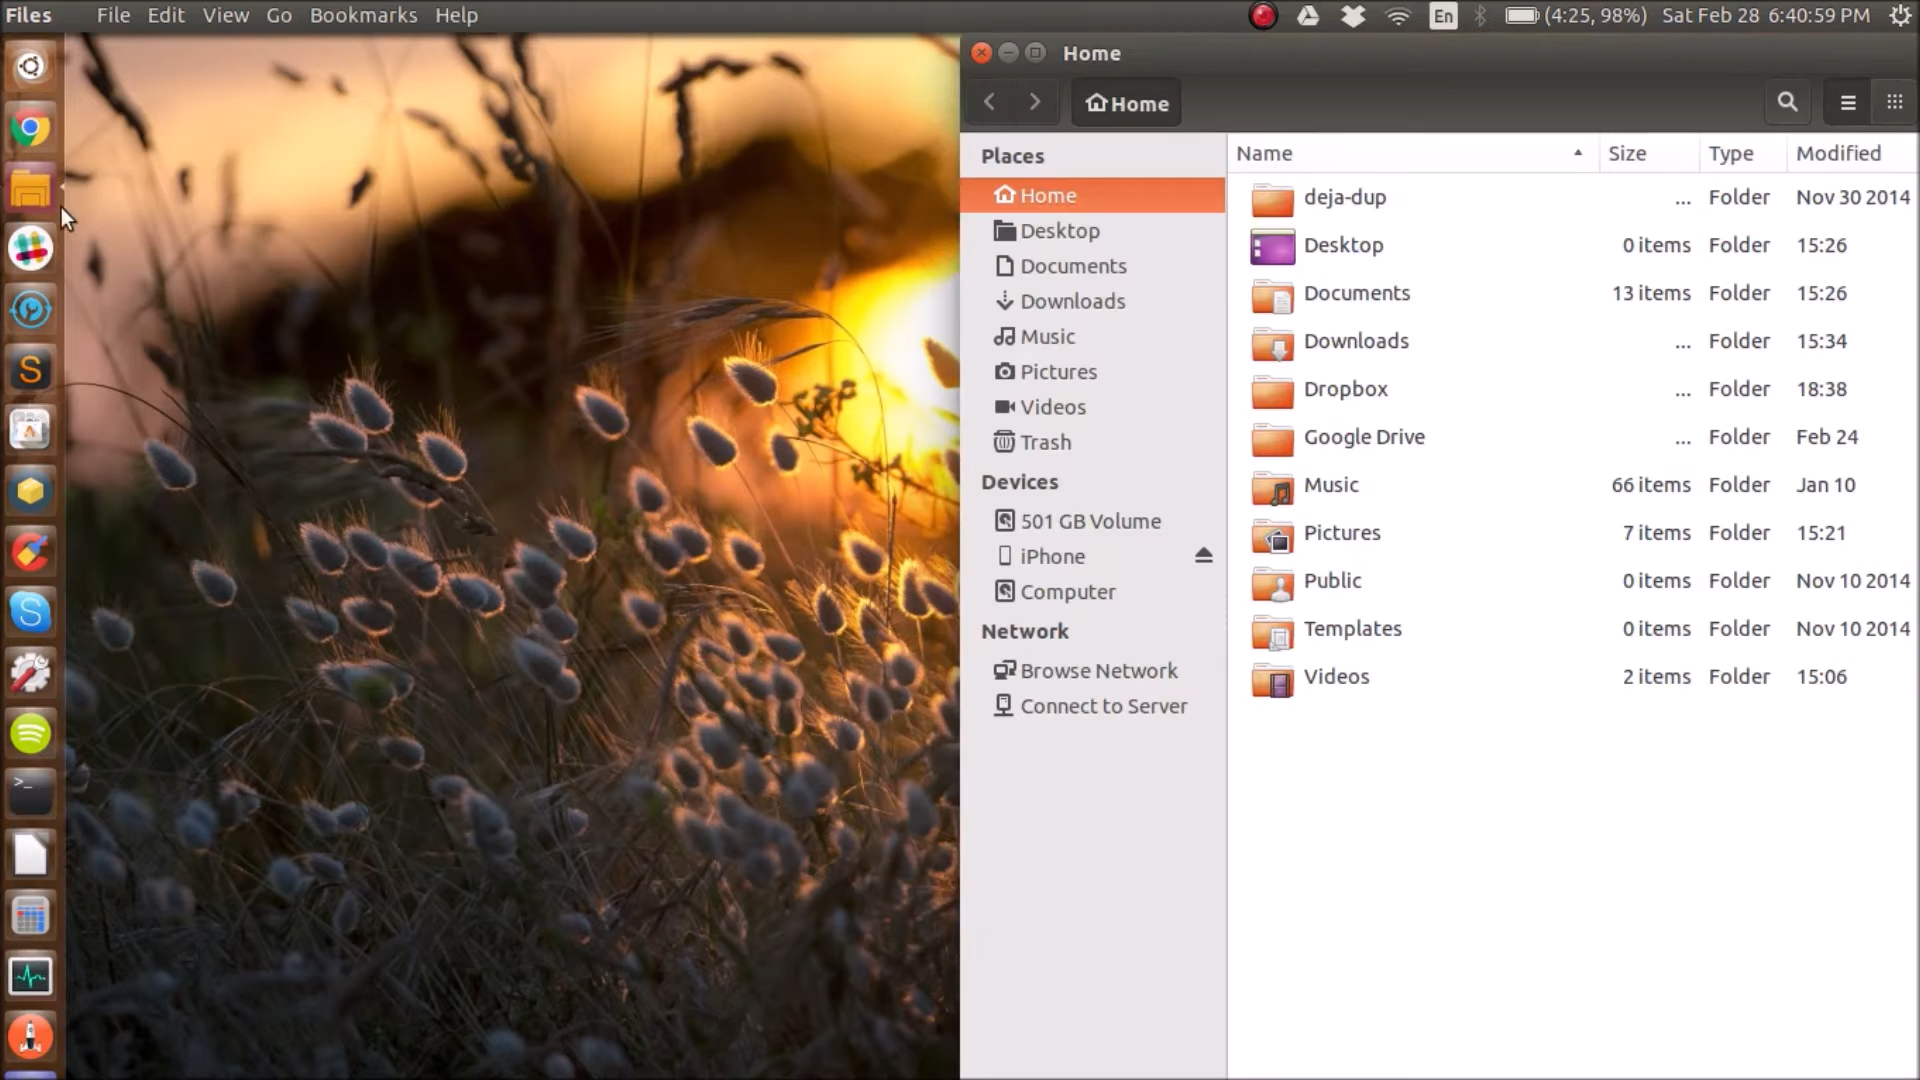 Files File Edit View Go Bookmarks Help En (4:25, 98%) Sat Feb 28 6:40:59 PM
Home
Home
Places
Home
Desktop
Documents
Downloads
Music
Pictures
Videos
Trash
Devices
501 GB Volume
iPhone
Computer
Network
Browse Network
Connect to Server
Name Size Type Modified
deja-dup ... Folder Nov 30 2014
Desktop 0 items Folder 15:26
Documents 13 items Folder 15:26
Downloads ... Folder 15:34
Dropbox ... Folder 18:38
Google Drive ... Folder Feb 24
Music 66 items Folder Jan 10
Pictures 7 items Folder 15:21
Public 0 items Folder Nov 10 2014
Templates 0 items Folder Nov 10 2014
Videos 2 items Folder 15:06